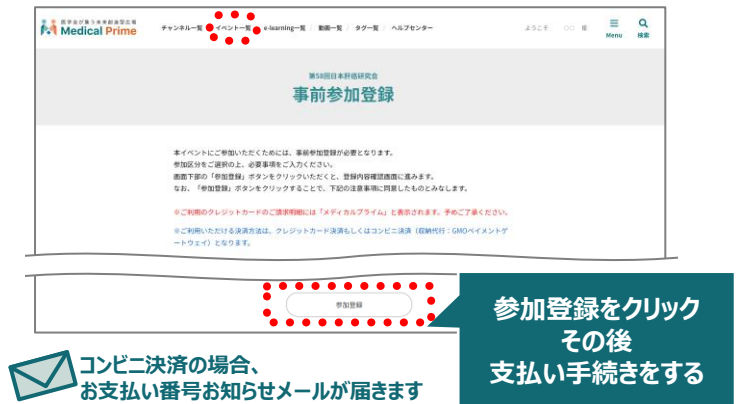 医学会が集う未来創造型広場
Medical Prime
チャンネル一覧 / イベント一覧 / e-learning一覧 / 動画一覧 / タグ一覧 / ヘルプセンター
ようこそ 〇〇 様
Menu
検索
第58回日本肝癌研究会
事前参加登録
本イベントにご参加いただくためには、事前参加登録が必要となります。
参加区分をご選択の上、必要事項をご入力ください。
画面下部の「参加登録」ボタンをクリックいただくと、登録内容確認画面に進みます。
なお、「参加登録」ボタンをクリックすることで、下記の注意事項に同意したものとみなします。
※ご利用のクレジットカードのご請求明細には「メディカルプライム」と表示されます。予めご了承ください。
※ご利用いただける決済方法は、クレジットカード決済もしくはコンビニ決済（収納代行：GMOペイメントゲ
ートウェイ）となります。
参加登録
参加登録をクリック
その後
支払い手続きをする
コンビニ決済の場合、
お支払い番号お知らせメールが届きます